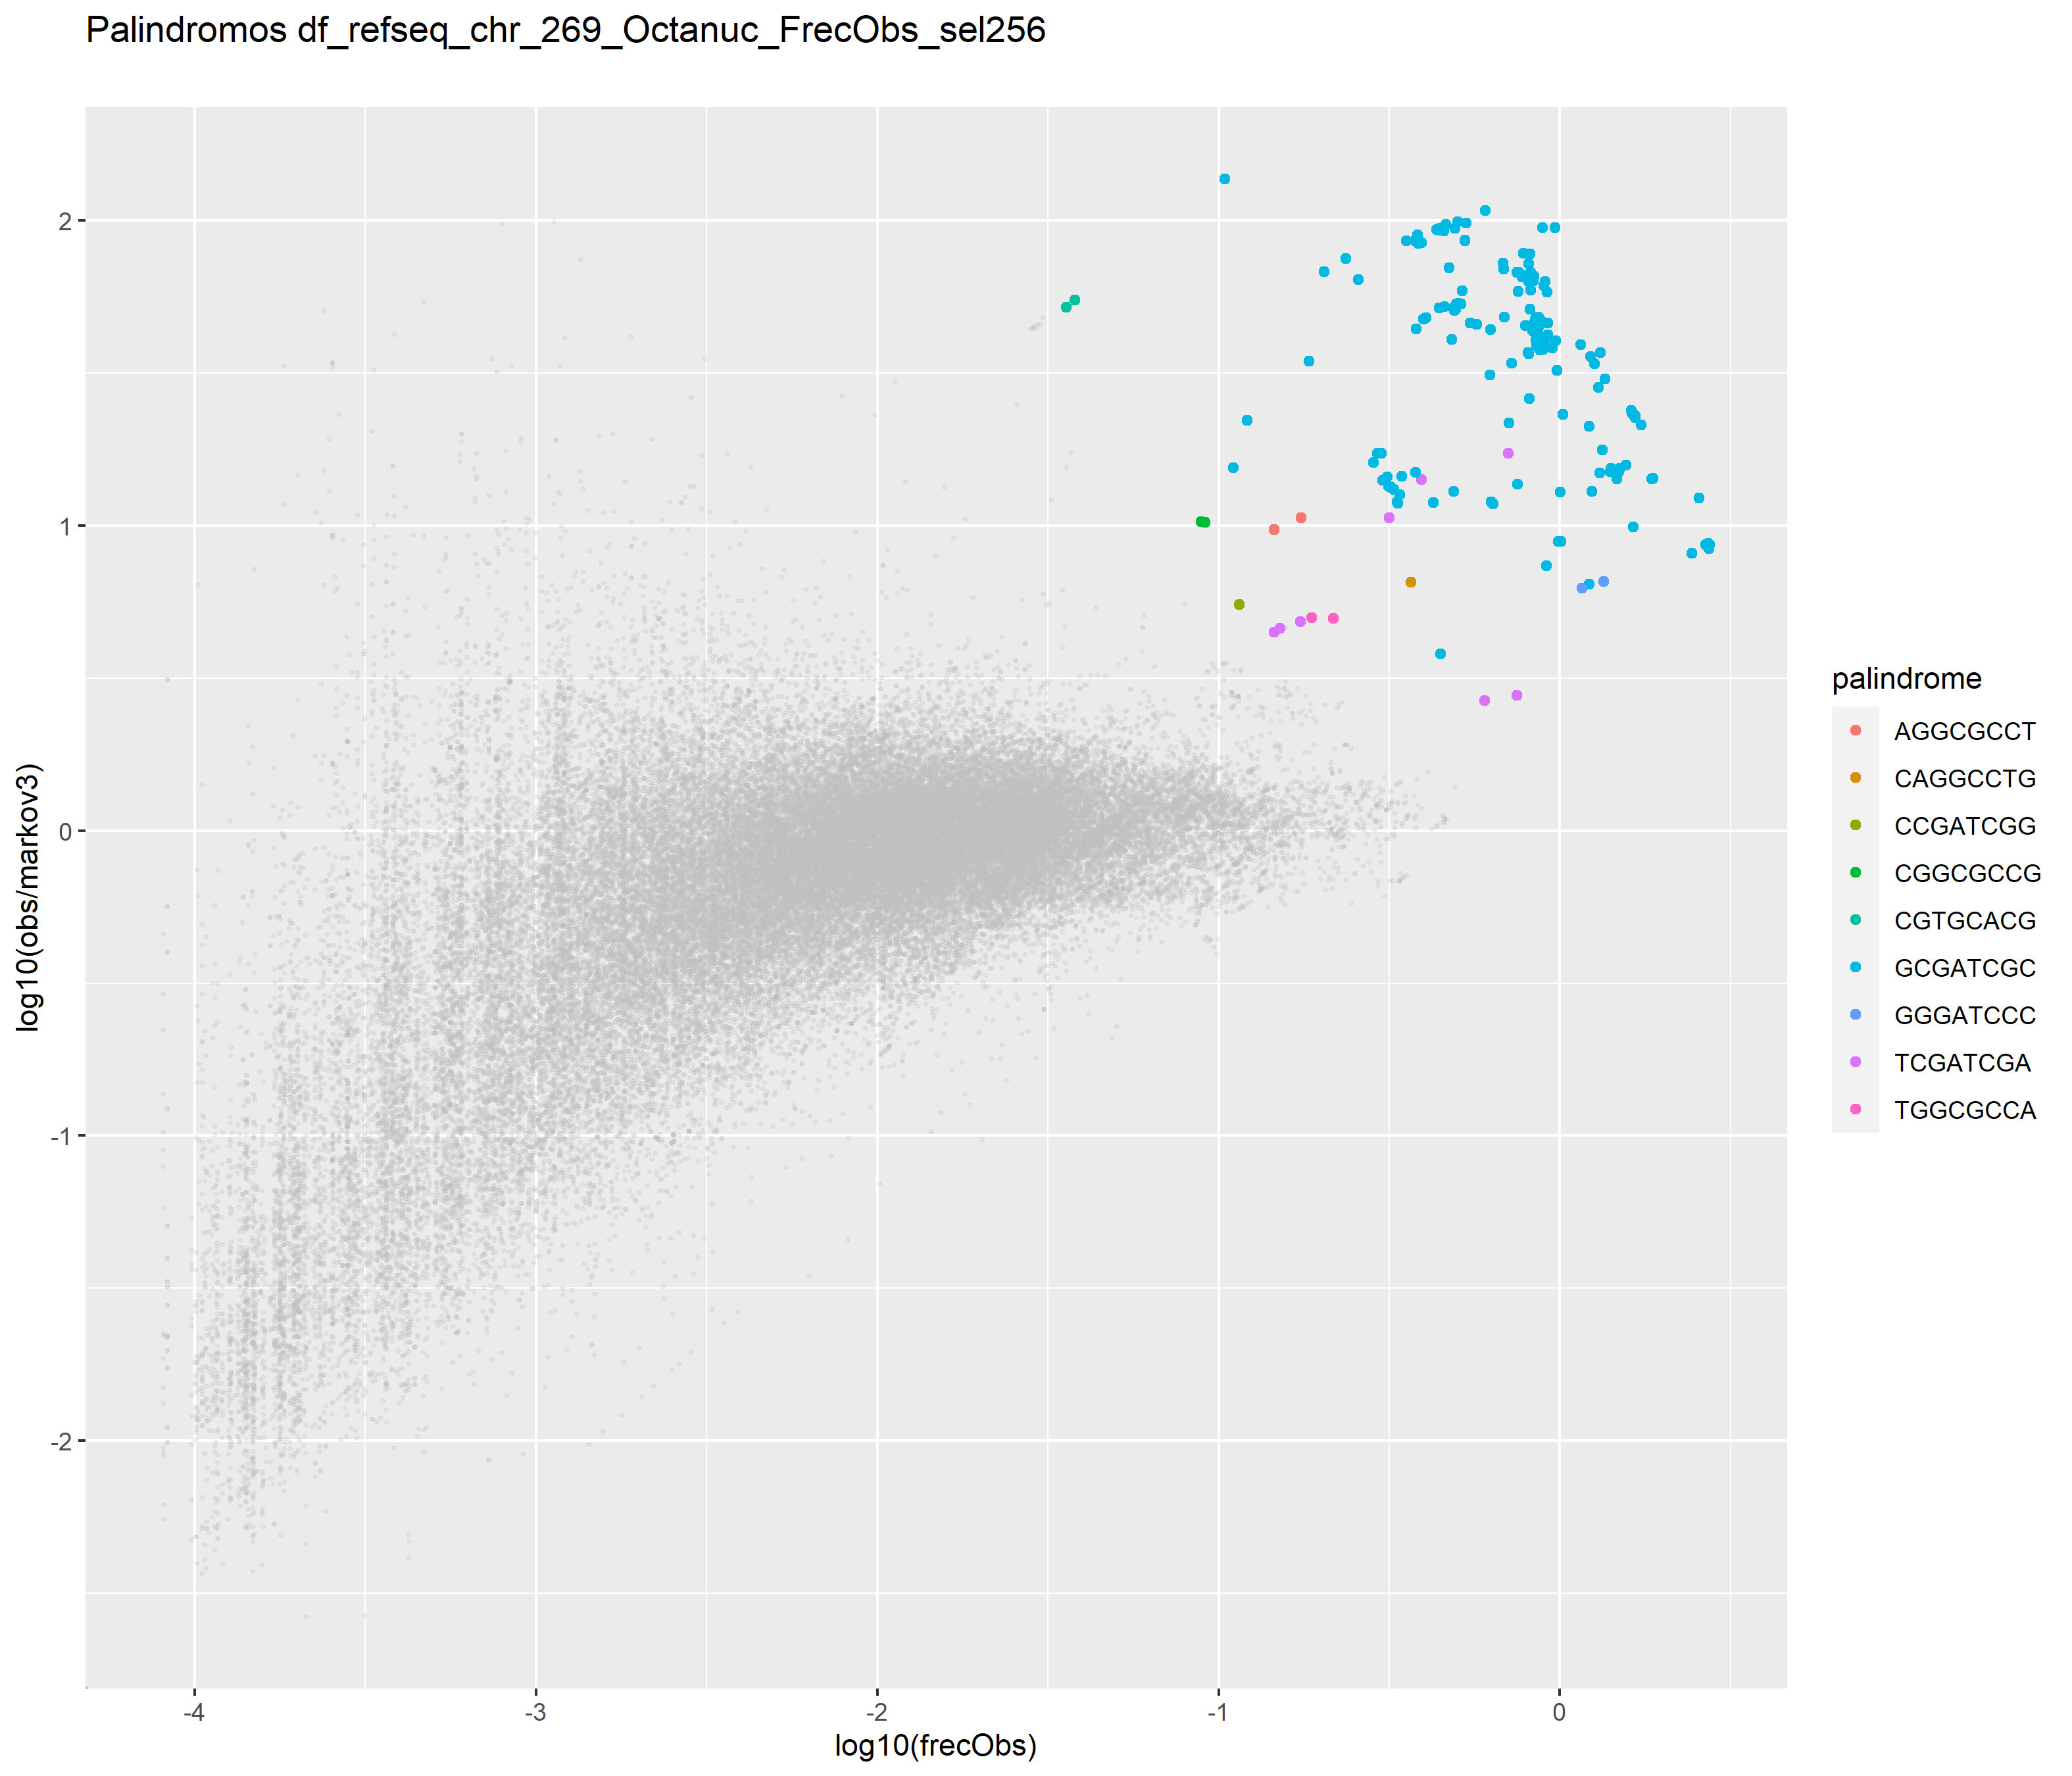 Palindromos df_refseq_chr_269_Octanuc_FrecObs_sel256
log10(obs/markov3)
2
1
0
-1
-2
-4
-3
-2
-1
0
log10(frecObs)
palindrome
AGGCGCCT
CAGGCCTG
CCGATCGG
CGGCGCCG
CGTGCACG
GCGATCGC
GGGATCCC
TCGATCGA
TGGCGCCA